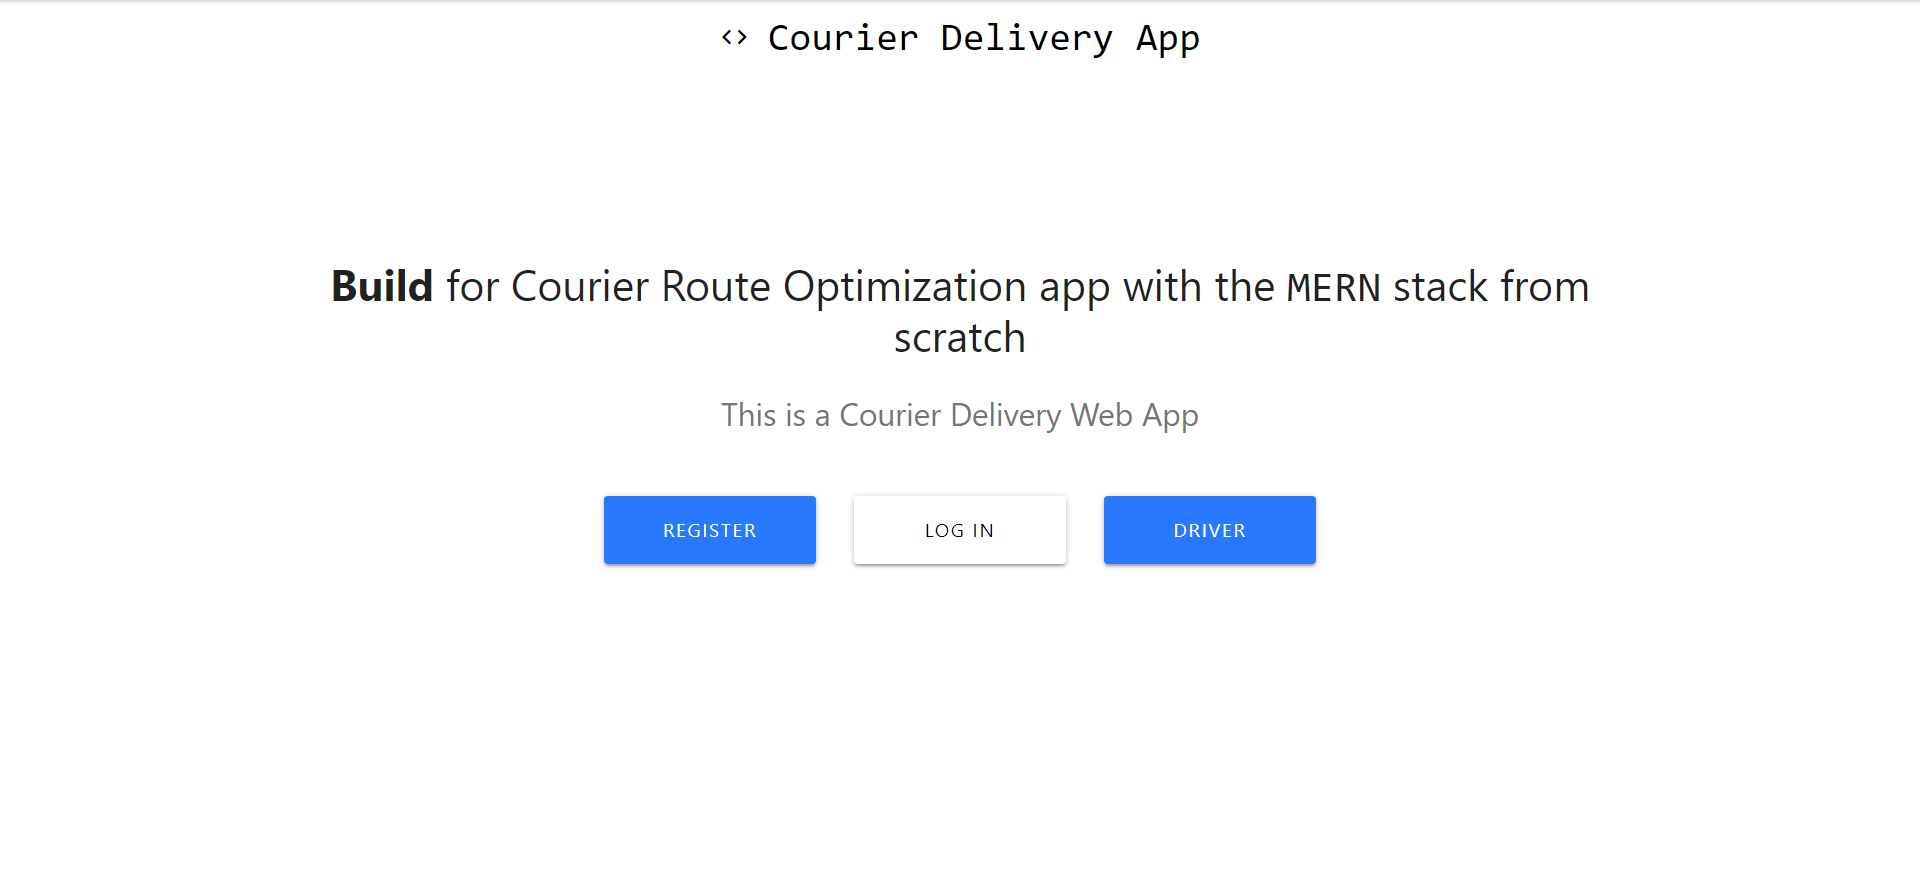 <> Courier Delivery App
Build for Courier Route Optimization app with the MERN stack from
scratch
This is a Courier Delivery Web App
REGISTER
LOG IN
DRIVER